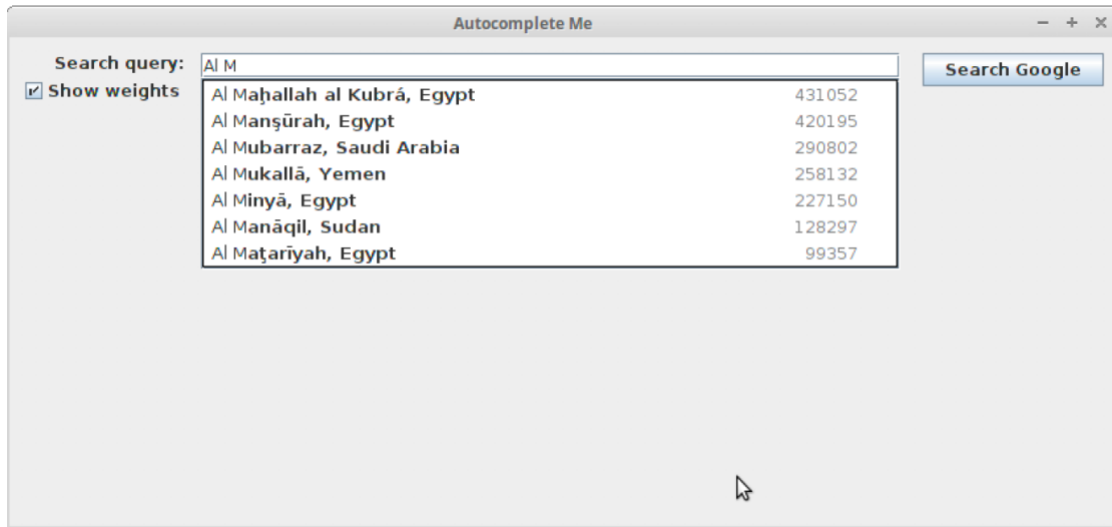 Autocomplete Me
Search query: Al M Search Google
Show weights
Al Maḩallah al Kubrá, Egypt 431052
Al Manşūrah, Egypt 420195
Al Mubarraz, Saudi Arabia 290802
Al Mukallā, Yemen 258132
Al Minyā, Egypt 227150
Al Manāqil, Sudan 128297
Al Maţarīyah, Egypt 99357